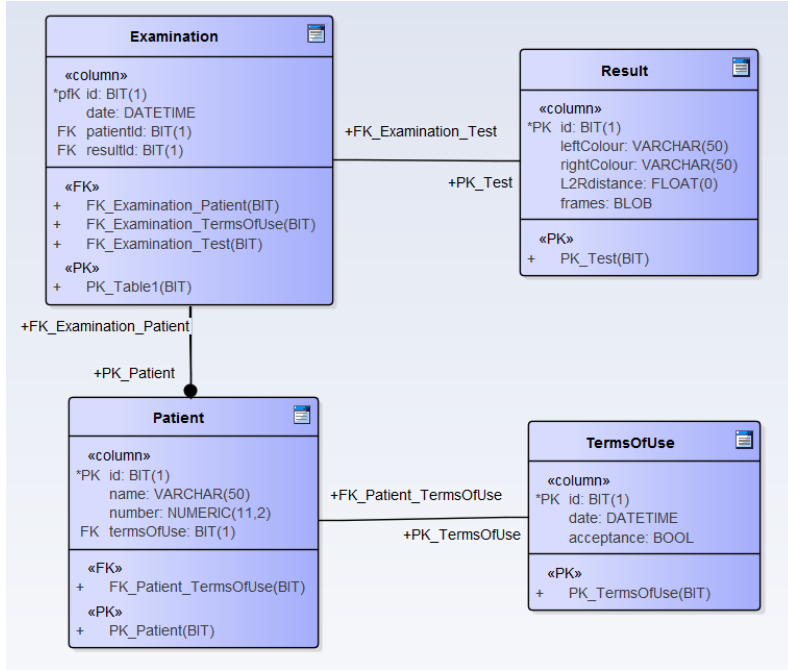 Examination
«column»
*pfK id: BIT(1)
date: DATETIME
FK patientId: BIT(1)
FK resultId: BIT(1)
«FK»
+ FK_Examination_Patient(BIT)
+ FK_Examination_TermsOfUse(BIT)
+ FK_Examination_Test(BIT)
«PK»
+ PK_Table1(BIT)
+FK_Examination_Test
+PK_Test
Result
«column»
*PK id: BIT(1)
leftColour: VARCHAR(50)
rightColour: VARCHAR(50)
L2Rdistance: FLOAT(0)
frames: BLOB
«PK»
+ PK_Test(BIT)
+FK_Examination_Patient
+PK_Patient
Patient
«column»
*PK id: BIT(1)
name: VARCHAR(50)
number: NUMERIC(11,2)
FK termsOfUse: BIT(1)
«FK»
+ FK_Patient_TermsOfUse(BIT)
«PK»
+ PK_Patient(BIT)
+FK_Patient_TermsOfUse
+PK_TermsOfUse
TermsOfUse
«column»
*PK id: BIT(1)
date: DATETIME
acceptance: BOOL
«PK»
+ PK_TermsOfUse(BIT)